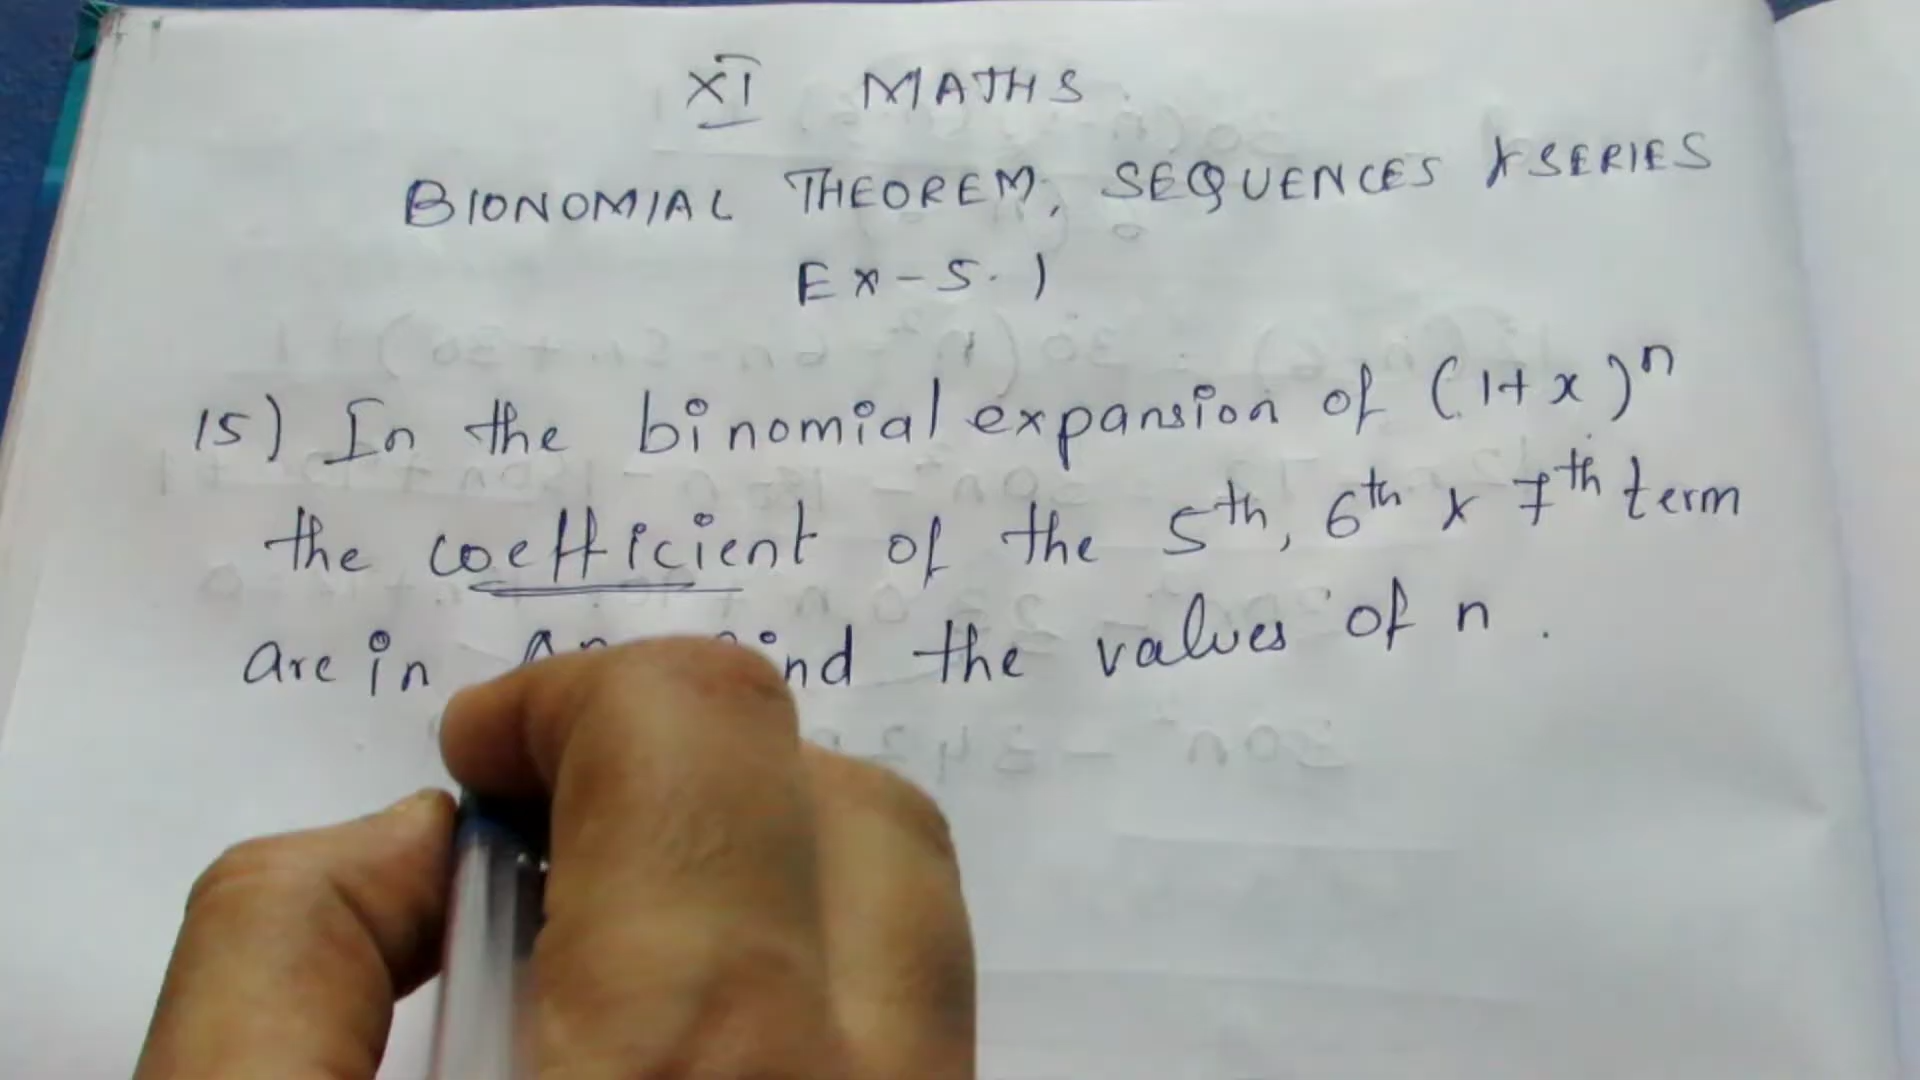 XI MATHS
BIONOMIAL THEOREM, SEQUENCES & SERIES
Ex-5.1
15) In the binomial expansion of (1+x)ⁿ
the coefficient of the 5th, 6th & 7th term
are in the values of n.